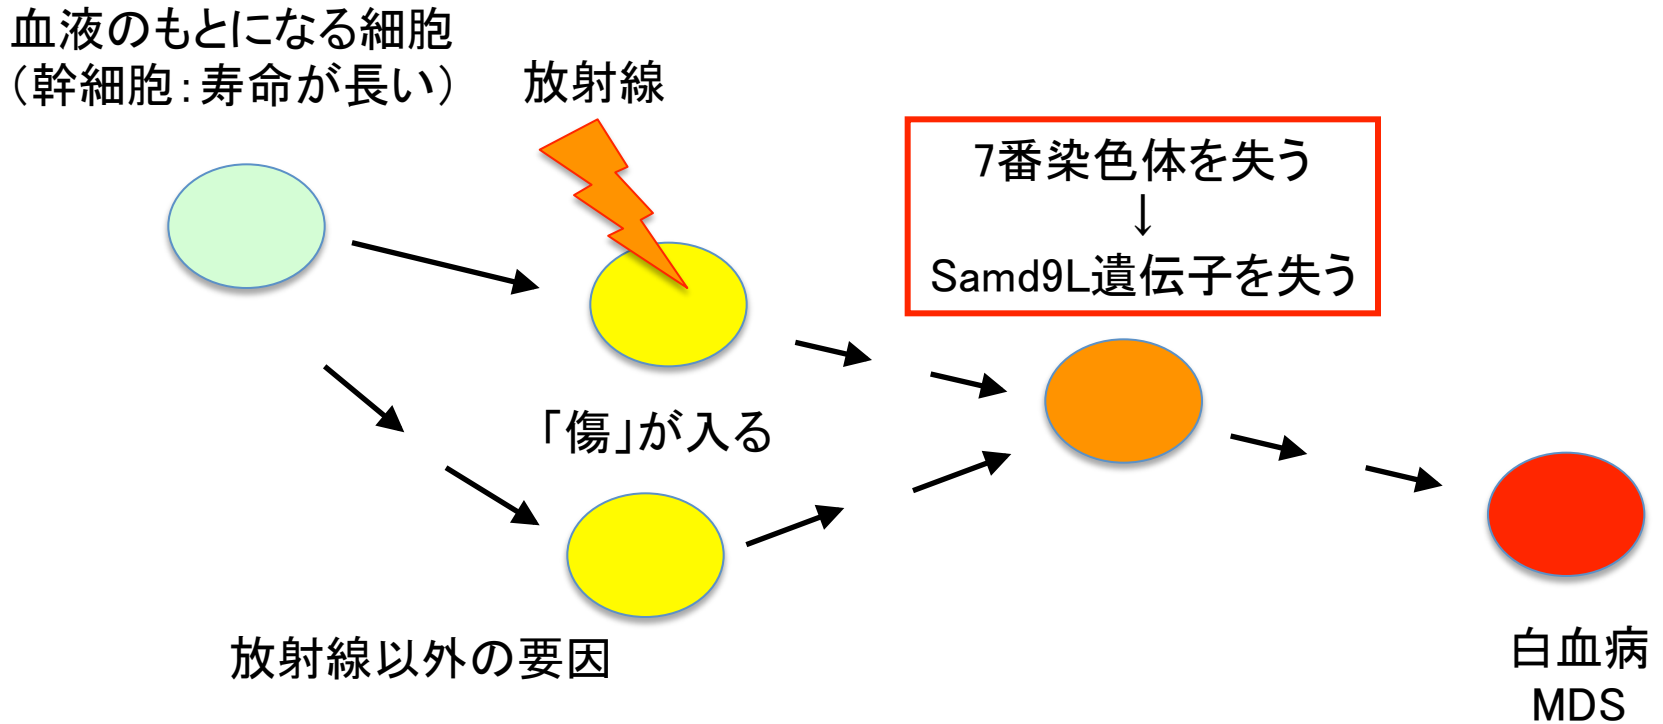 血液のもとになる細胞
（幹細胞：寿命が長い）
放射線
7番染色体を失う
↓
Samd9L遺伝子を失う
「傷」が入る
放射線以外の要因
白血病
MDS